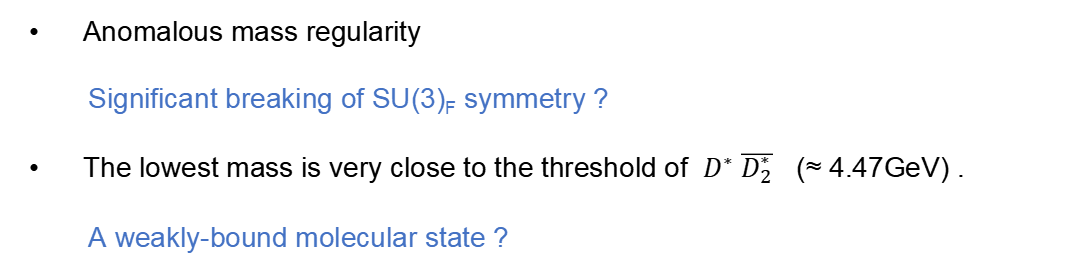 • Anomalous mass regularity
Significant breaking of SU(3)F symmetry ?
• The lowest mass is very close to the threshold of D* D̅₂* (≈ 4.47GeV) .
A weakly-bound molecular state ?